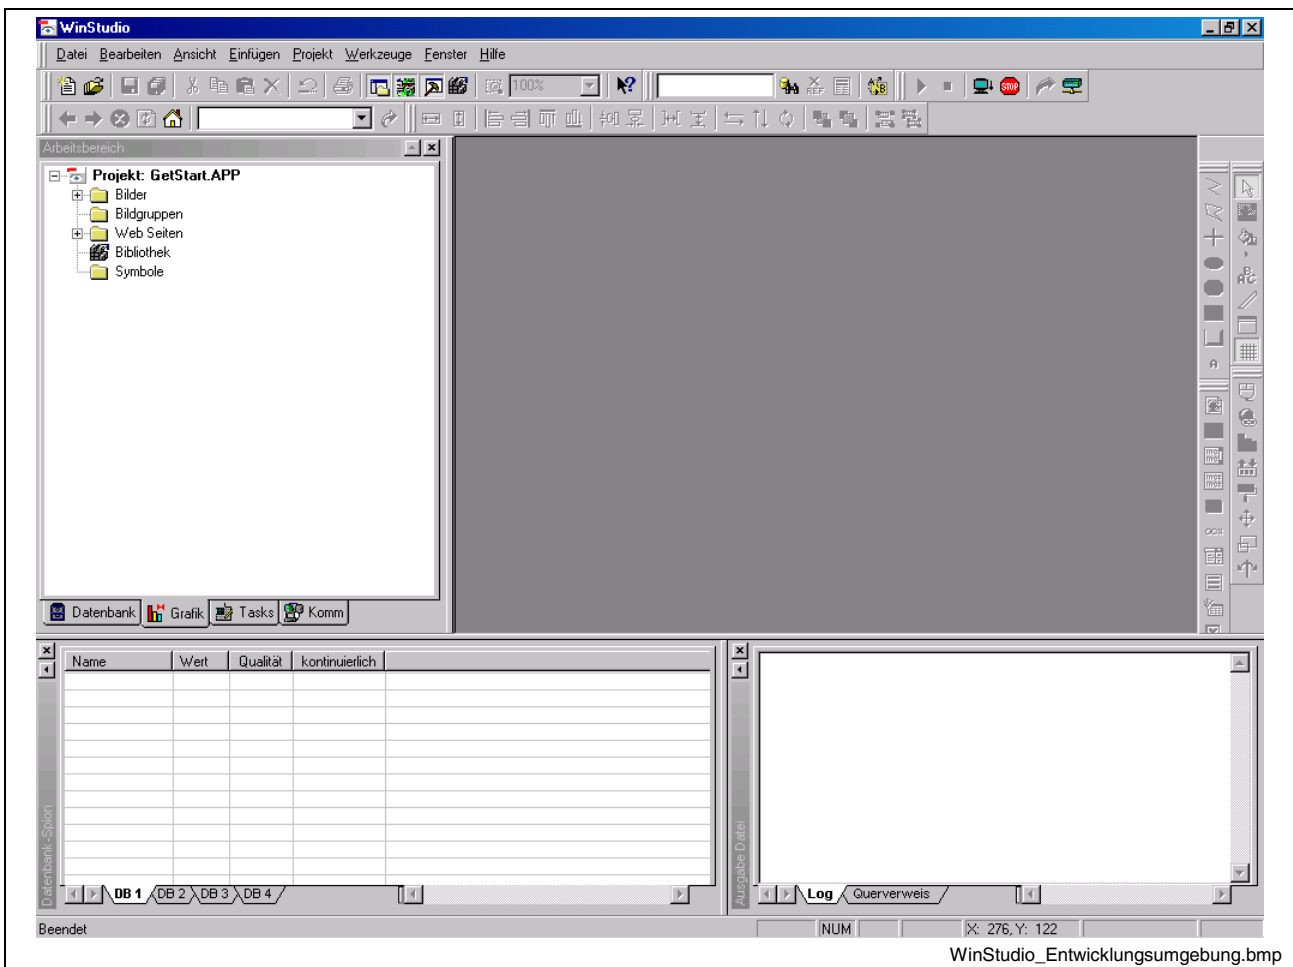 WinStudio
Datei Bearbeiten Ansicht Einfügen Projekt Werkzeuge Fenster Hilfe
100%
STOP
Arbeitsbereich
Projekt: GetStart.APP
Bilder
Bildgruppen
Web Seiten
Bibliothek
Symbole
Datenbank Grafik Tasks Komm
Name Wert Qualität kontinuierlich
Datenbank-Spion
DB 1 DB 2 DB 3 DB 4
Ausgabe Datei
Log Querverweis
Beendet NUM X: 276, Y: 122
WinStudio_Entwicklungsumgebung.bmp